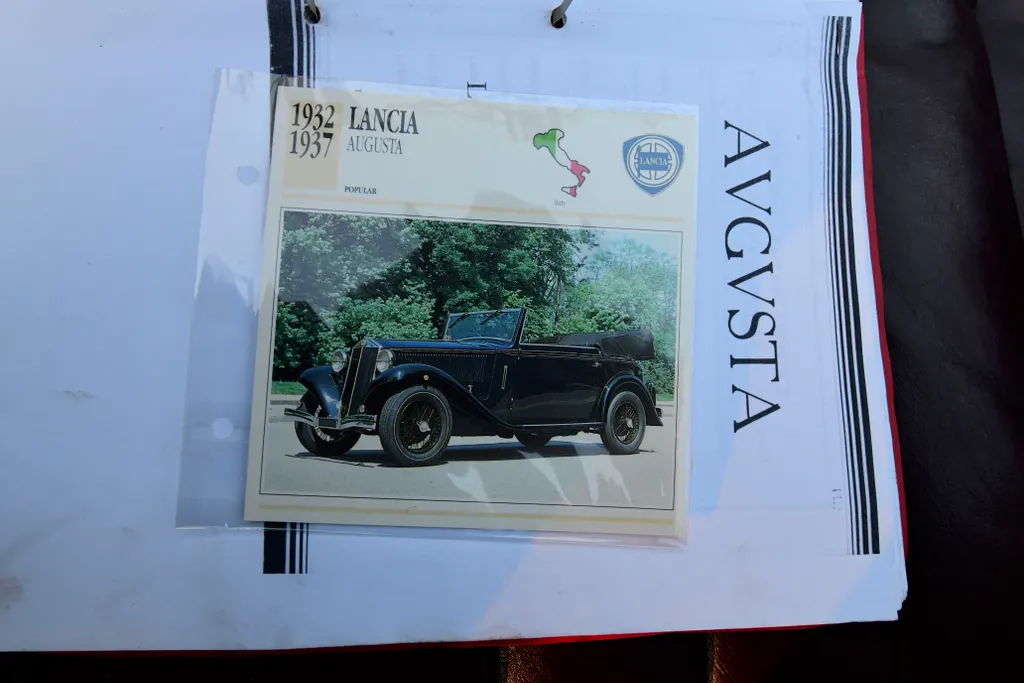 1932
1937
LANCIA
AUGUSTA
POPULAR
Italy
LANCIA
L
AVGVSTA